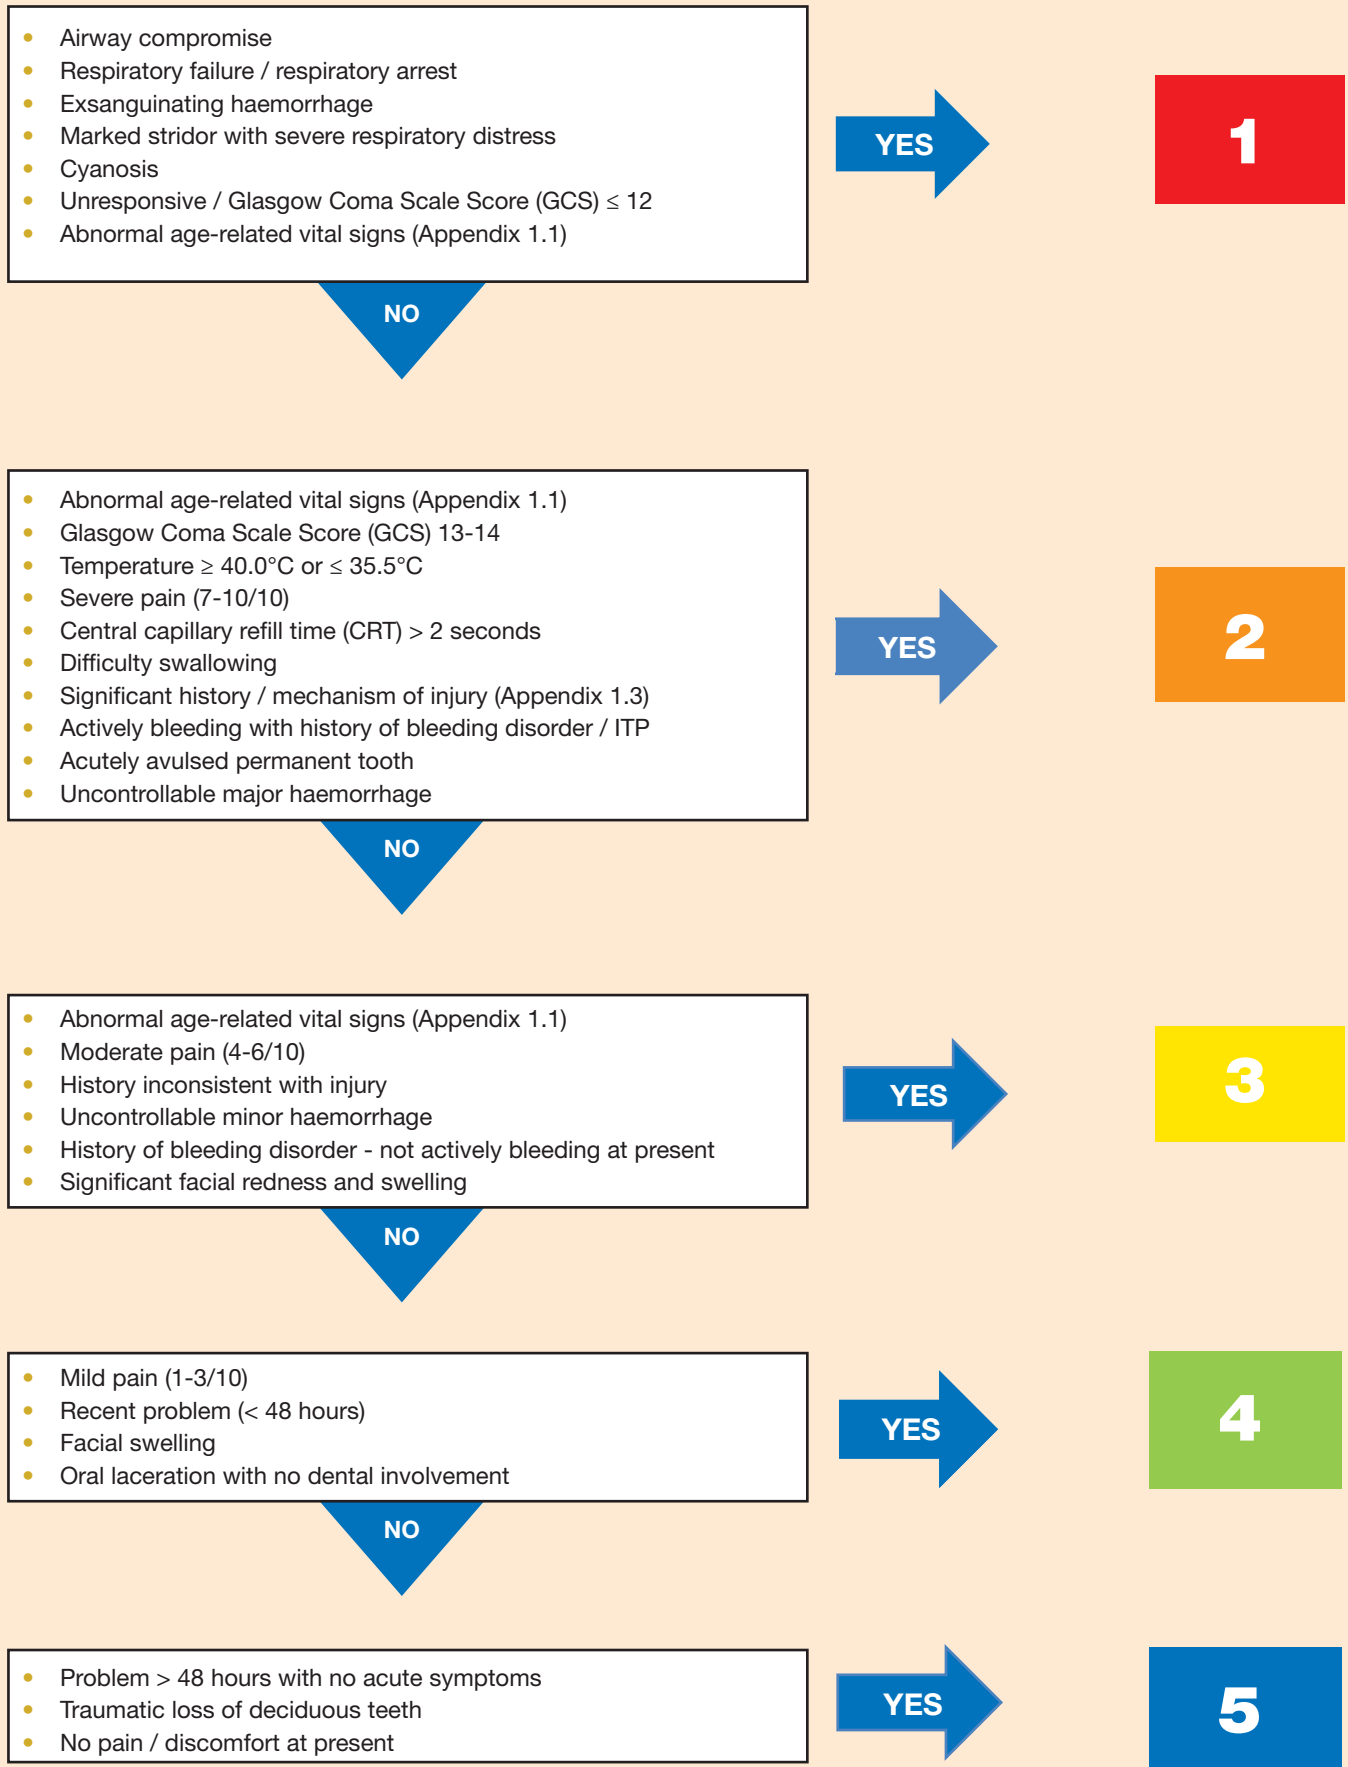 • Airway compromise
• Respiratory failure / respiratory arrest
• Exsanguinating haemorrhage
• Marked stridor with severe respiratory distress
• Cyanosis
• Unresponsive / Glasgow Coma Scale Score (GCS) ≤ 12
• Abnormal age-related vital signs (Appendix 1.1)
YES
1
NO
• Abnormal age-related vital signs (Appendix 1.1)
• Glasgow Coma Scale Score (GCS) 13-14
• Temperature ≥ 40.0°C or ≤ 35.5°C
• Severe pain (7-10/10)
• Central capillary refill time (CRT) > 2 seconds
• Difficulty swallowing
• Significant history / mechanism of injury (Appendix 1.3)
• Actively bleeding with history of bleeding disorder / ITP
• Acutely avulsed permanent tooth
• Uncontrollable major haemorrhage
YES
2
NO
• Abnormal age-related vital signs (Appendix 1.1)
• Moderate pain (4-6/10)
• History inconsistent with injury
• Uncontrollable minor haemorrhage
• History of bleeding disorder - not actively bleeding at present
• Significant facial redness and swelling
YES
3
NO
• Mild pain (1-3/10)
• Recent problem (< 48 hours)
• Facial swelling
• Oral laceration with no dental involvement
YES
4
NO
• Problem > 48 hours with no acute symptoms
• Traumatic loss of deciduous teeth
• No pain / discomfort at present
YES
5